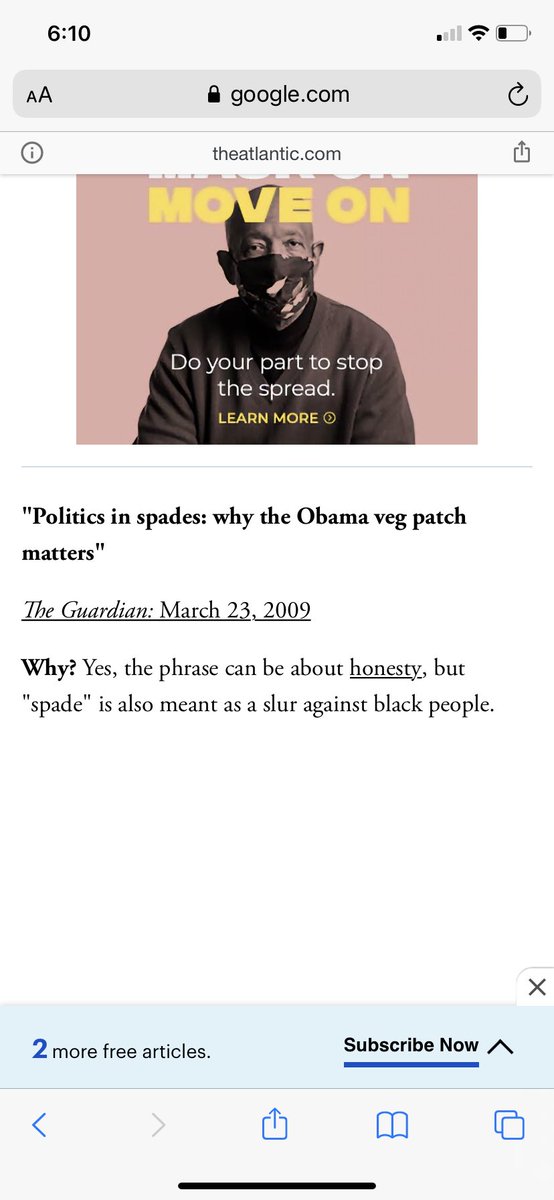 6:10
AA google.com
theatlantic.com
MASK ON
MOVE ON
Do your part to stop
the spread.
LEARN MORE
"Politics in spades: why the Obama veg patch
matters"
The Guardian: March 23, 2009
Why? Yes, the phrase can be about honesty, but
"spade" is also meant as a slur against black people.
2 more free articles.
Subscribe Now